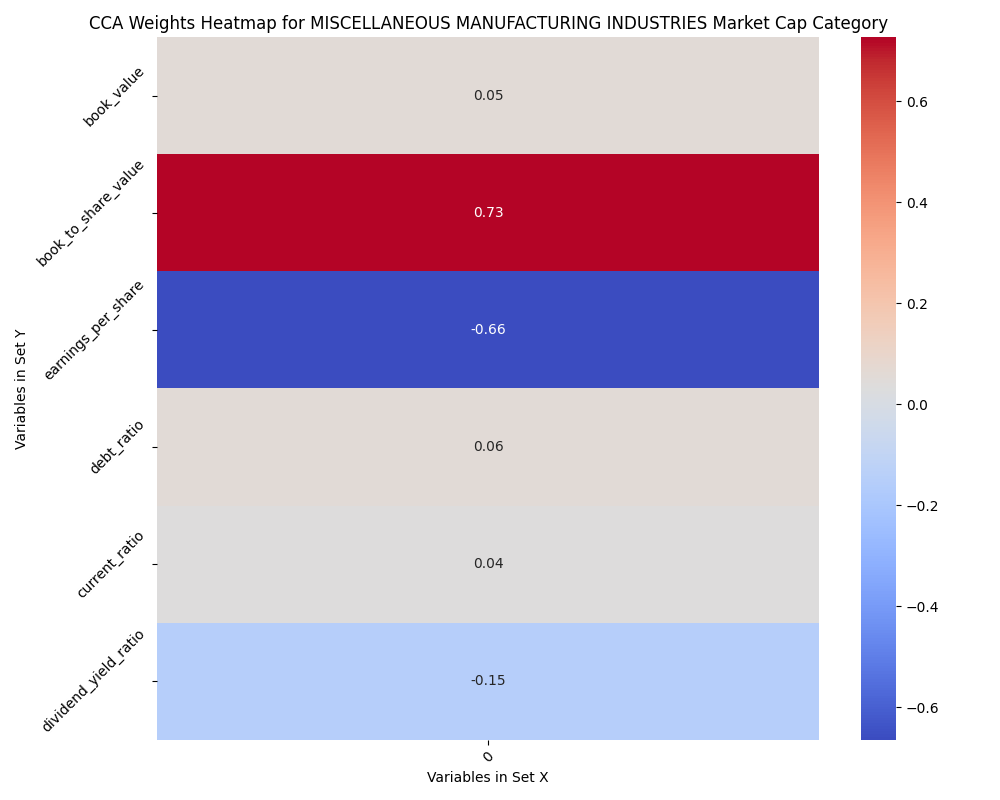 CCA Weights Heatmap for MISCELLANEOUS MANUFACTURING INDUSTRIES Market Cap Category
Variables in Set Y
book_value
0.05
book_to_share_value
0.73
earnings_per_share
-0.66
debt_ratio
0.06
current_ratio
0.04
dividend_yield_ratio
-0.15
0
Variables in Set X
0.6
0.4
0.2
0.0
−0.2
−0.4
−0.6